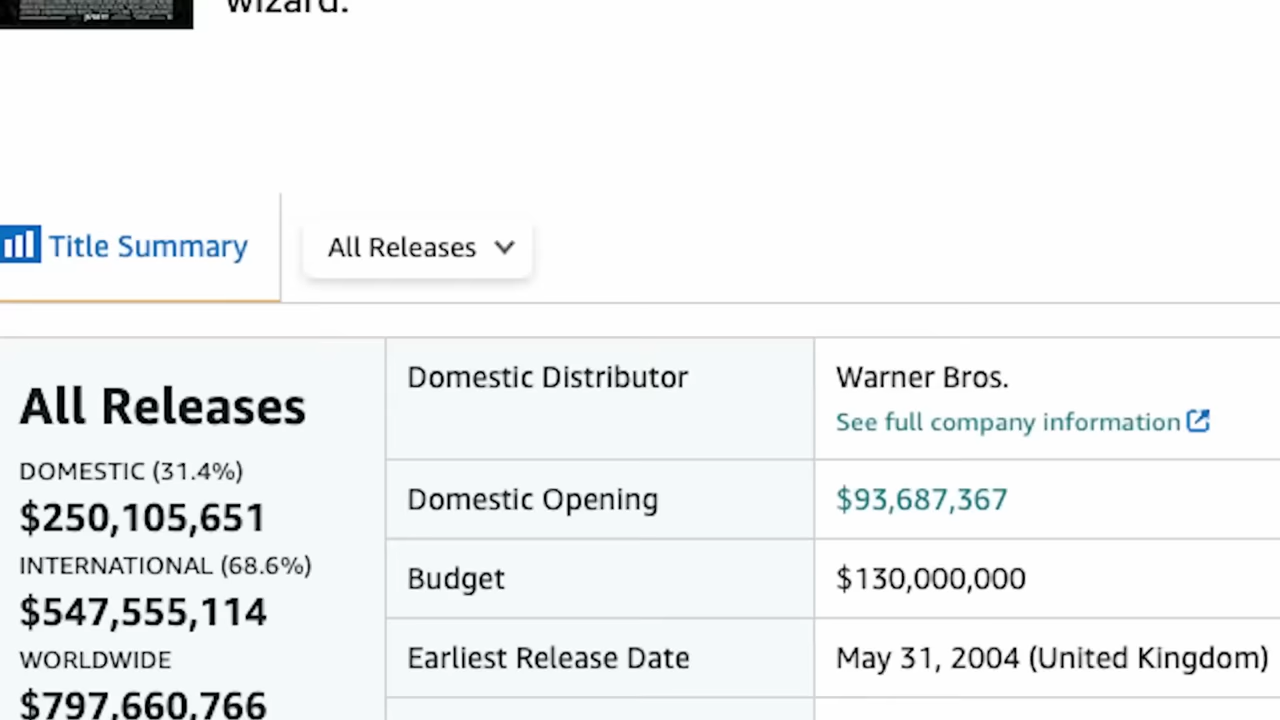 wizard.
Title Summary
All Releases
All Releases
DOMESTIC (31.4%)
$250,105,651
INTERNATIONAL (68.6%)
$547,555,114
WORLDWIDE
$797,660,766
Domestic Distributor
Warner Bros.
See full company information
Domestic Opening
$93,687,367
Budget
$130,000,000
Earliest Release Date
May 31, 2004 (United Kingdom)